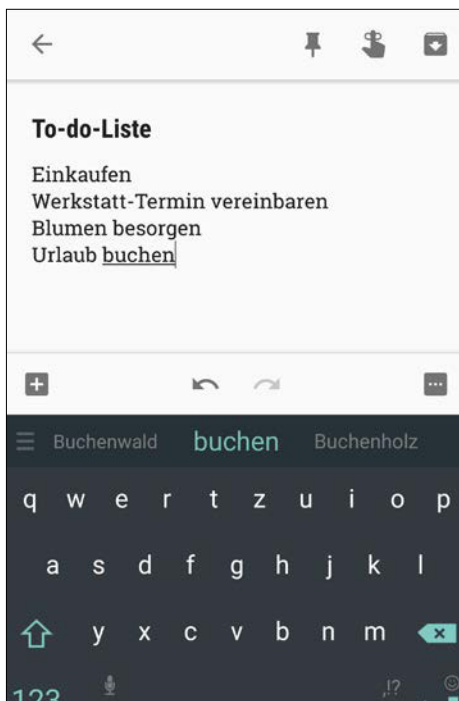 To-do-Liste
Einkaufen
Werkstatt-Termin vereinbaren
Blumen besorgen
Urlaub buchen
Buchenwald buchen Buchenholz
q w e r t z u i o p
a s d f g h j k l
y x c v b n m
123 ,!?